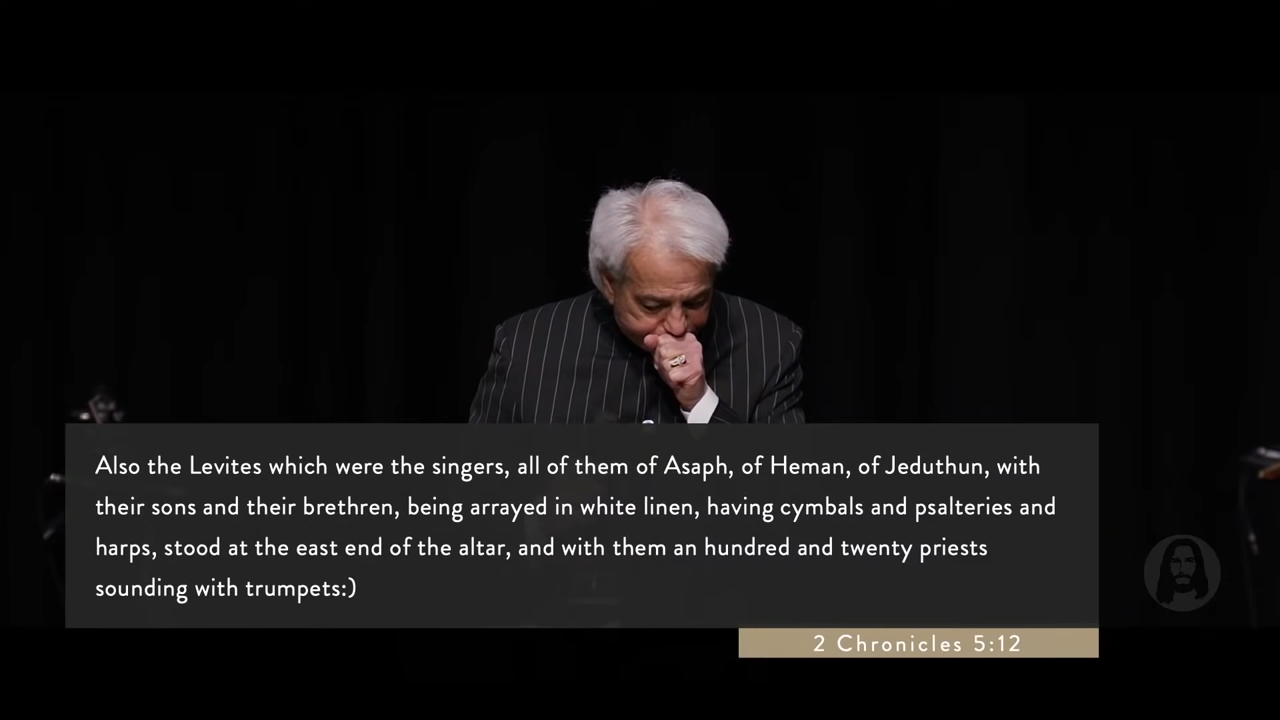 Also the Levites which were the singers, all of them of Asaph, of Heman, of Jeduthun, with
their sons and their brethren, being arrayed in white linen, having cymbals and psalteries and
harps, stood at the east end of the altar, and with them an hundred and twenty priests
sounding with trumpets:)
2 Chronicles 5:12